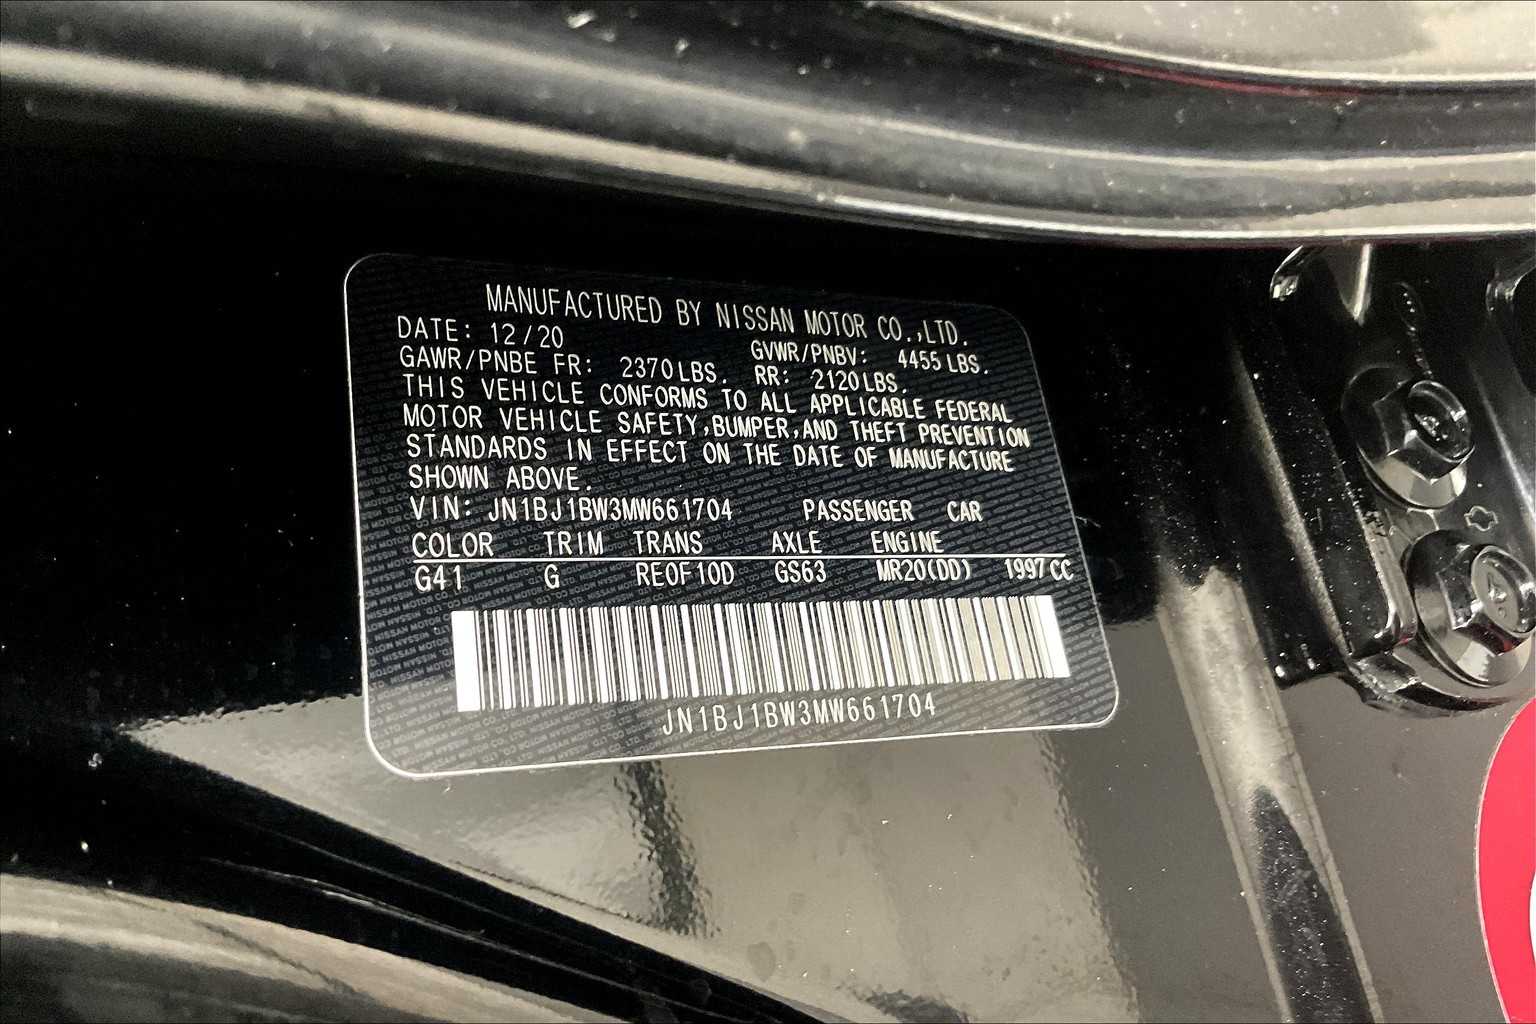 MANUFACTURED BY NISSAN MOTOR CO.,LTD.
DATE: 12/20 GVWR/PNBV: 4455 LBS.
GAWR/PNBE FR: 2370LBS. RR: 2120LBS.
THIS VEHICLE CONFORMS TO ALL APPLICABLE FEDERAL
MOTOR VEHICLE SAFETY,BUMPER,AND THEFT PREVENTION
STANDARDS IN EFFECT ON THE DATE OF MANUFACTURE
SHOWN ABOVE.
VIN: JN1BJ1BW3MW661704 PASSENGER CAR
COLOR TRIM TRANS AXLE ENGINE
G41 G RE0F10D GS63 MR20(DD) 1997CC
JN1BJ1BW3MW661704